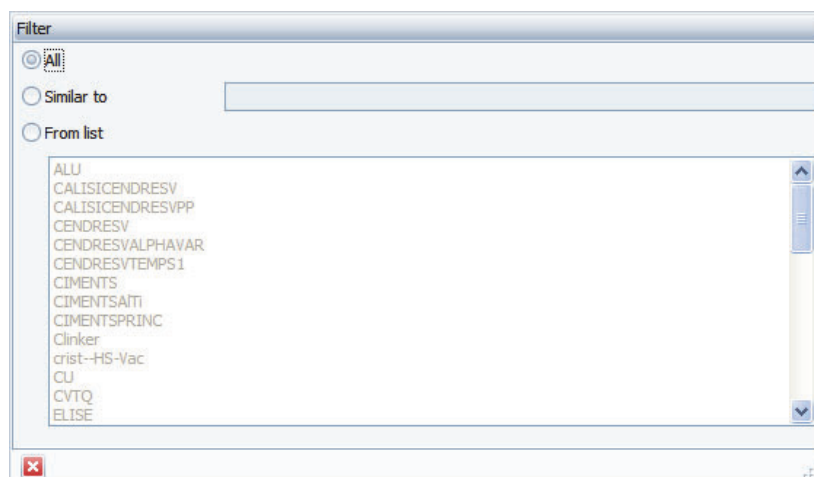 Filter
All
Similar to
From list
ALU
CALISICENDRESV
CALISICENDRESVPP
CENDRESV
CENDRESVALPHAVAR
CENDRESVTEMPS1
CIMENTS
CIMENTSAlTi
CIMENTSPRINC
Clinker
crist--HS-Vac
CU
CVTQ
ELISE